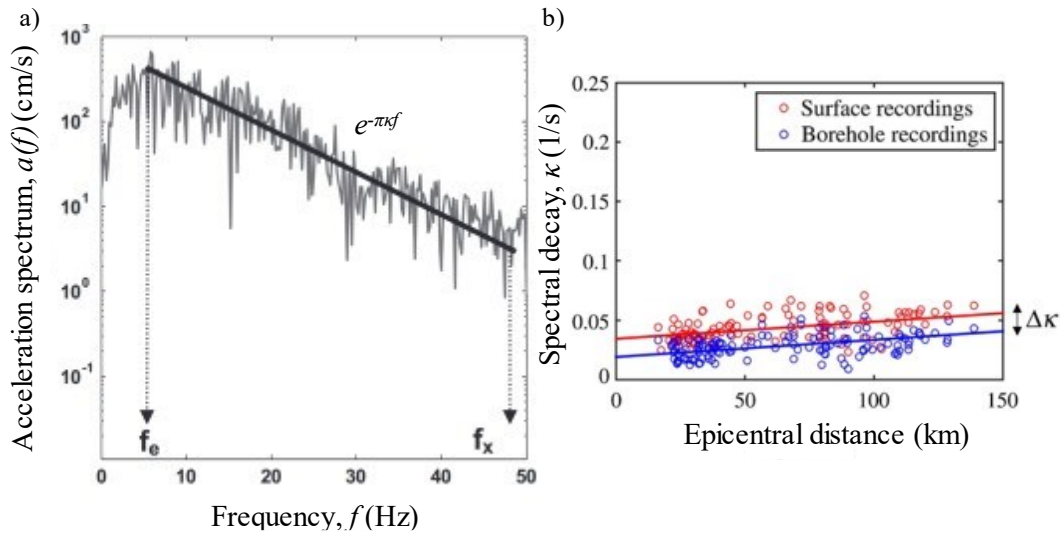 a)
Acceleration spectrum, a(f) (cm/s)
10³
10²
10¹
10⁰
10⁻¹
e^-πκf
fₑ
fₓ
0
10
20
30
40
50
Frequency, f (Hz)
b)
Spectral decay, κ (1/s)
0.25
0.2
0.15
0.1
0.05
0
Surface recordings
Borehole recordings
Δκ
0
50
100
150
Epicentral distance (km)